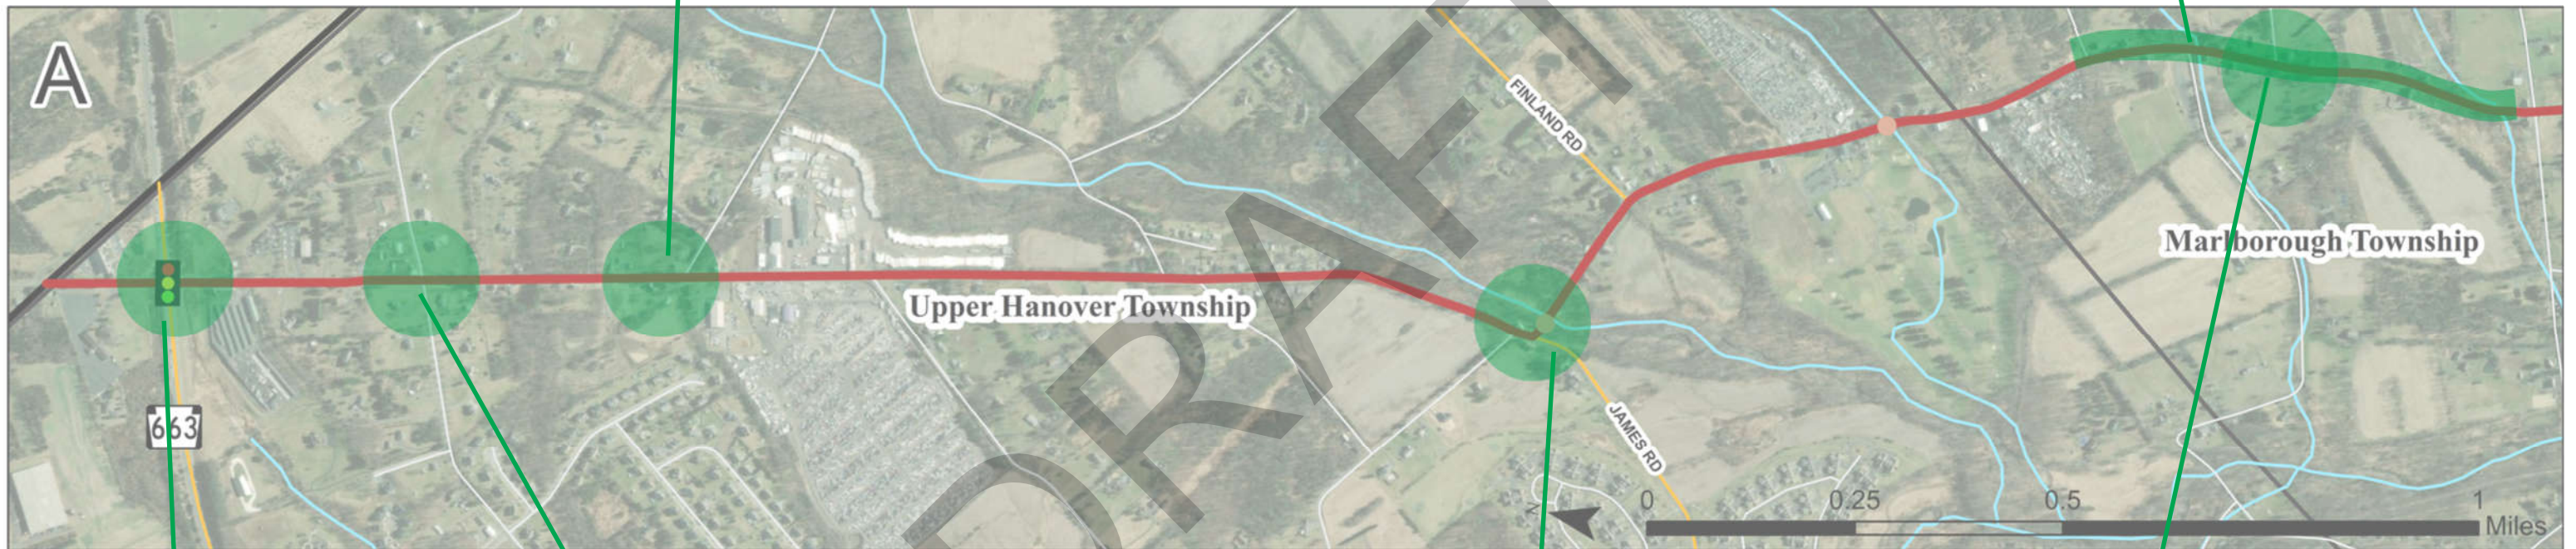 A
FINLAND RD
Marlborough Township
Upper Hanover Township
663
JAMES RD
N
0 0.25 0.5 1
Miles
DRAFT